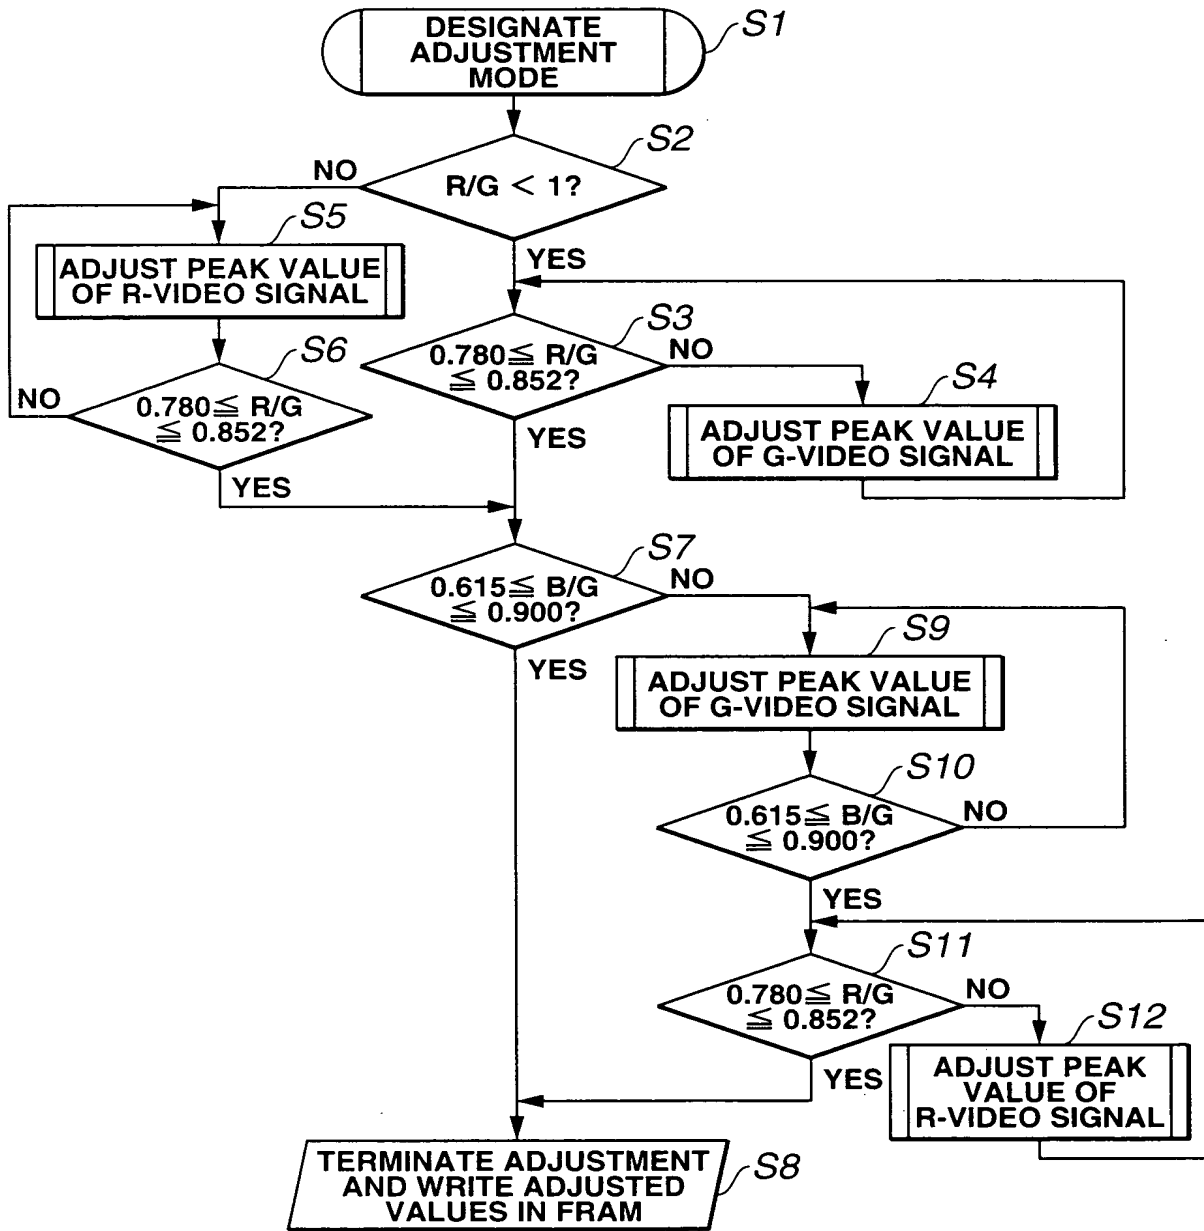 DESIGNATE
ADJUSTMENT
MODE
S1
S2
R/G < 1?
NO
YES
S5
ADJUST PEAK VALUE
OF R-VIDEO SIGNAL
S6
0.780≦ R/G
≦ 0.852?
NO
YES
S3
0.780≦ R/G
≦ 0.852?
NO
YES
S4
ADJUST PEAK VALUE
OF G-VIDEO SIGNAL
S7
0.615≦ B/G
≦ 0.900?
NO
YES
S9
ADJUST PEAK VALUE
OF G-VIDEO SIGNAL
S10
0.615≦ B/G
≦ 0.900?
NO
YES
S11
0.780≦ R/G
≦ 0.852?
NO
YES
S12
ADJUST PEAK
VALUE OF
R-VIDEO SIGNAL
TERMINATE ADJUSTMENT
AND WRITE ADJUSTED
VALUES IN FRAM
S8